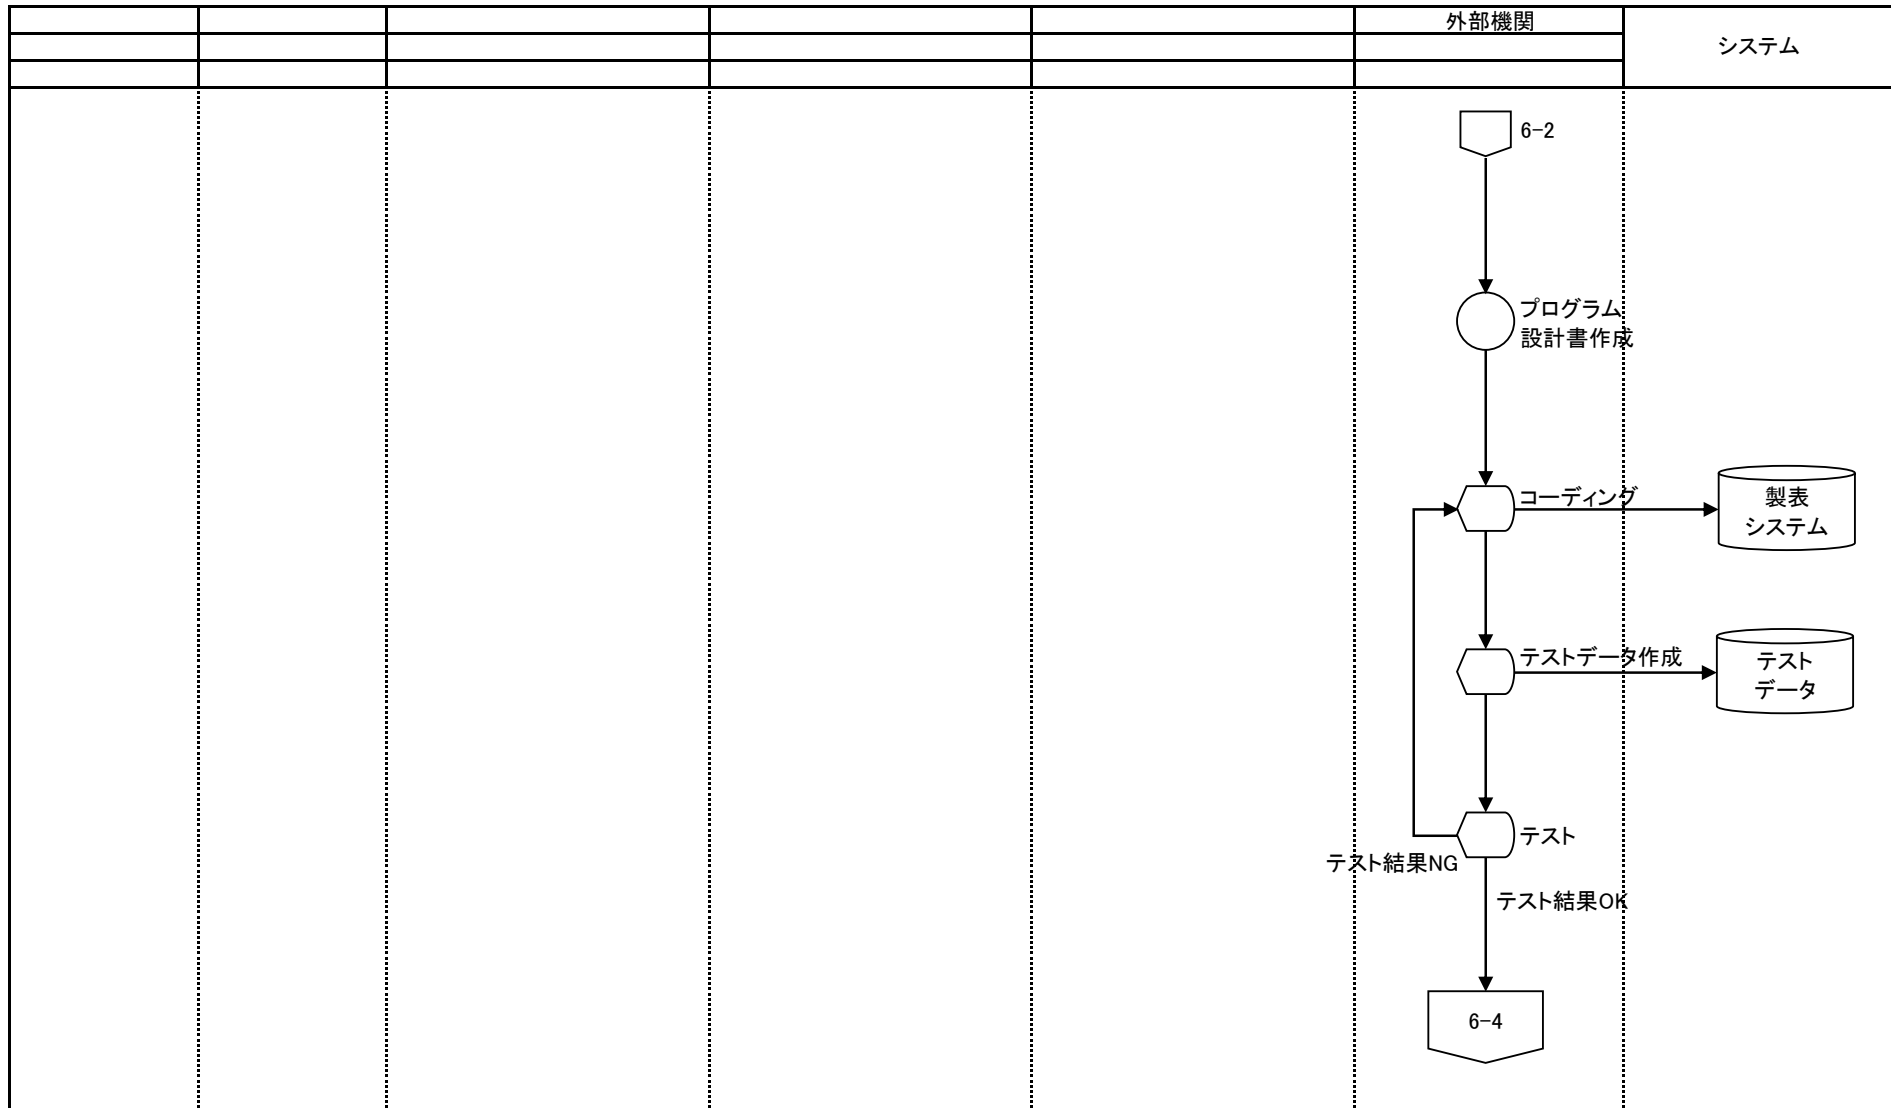 外部機関
システム
6-2
プログラム
設計書作成
コーディング
製表
システム
テストデータ作成
テスト
データ
テスト
テスト結果NG
テスト結果OK
6-4